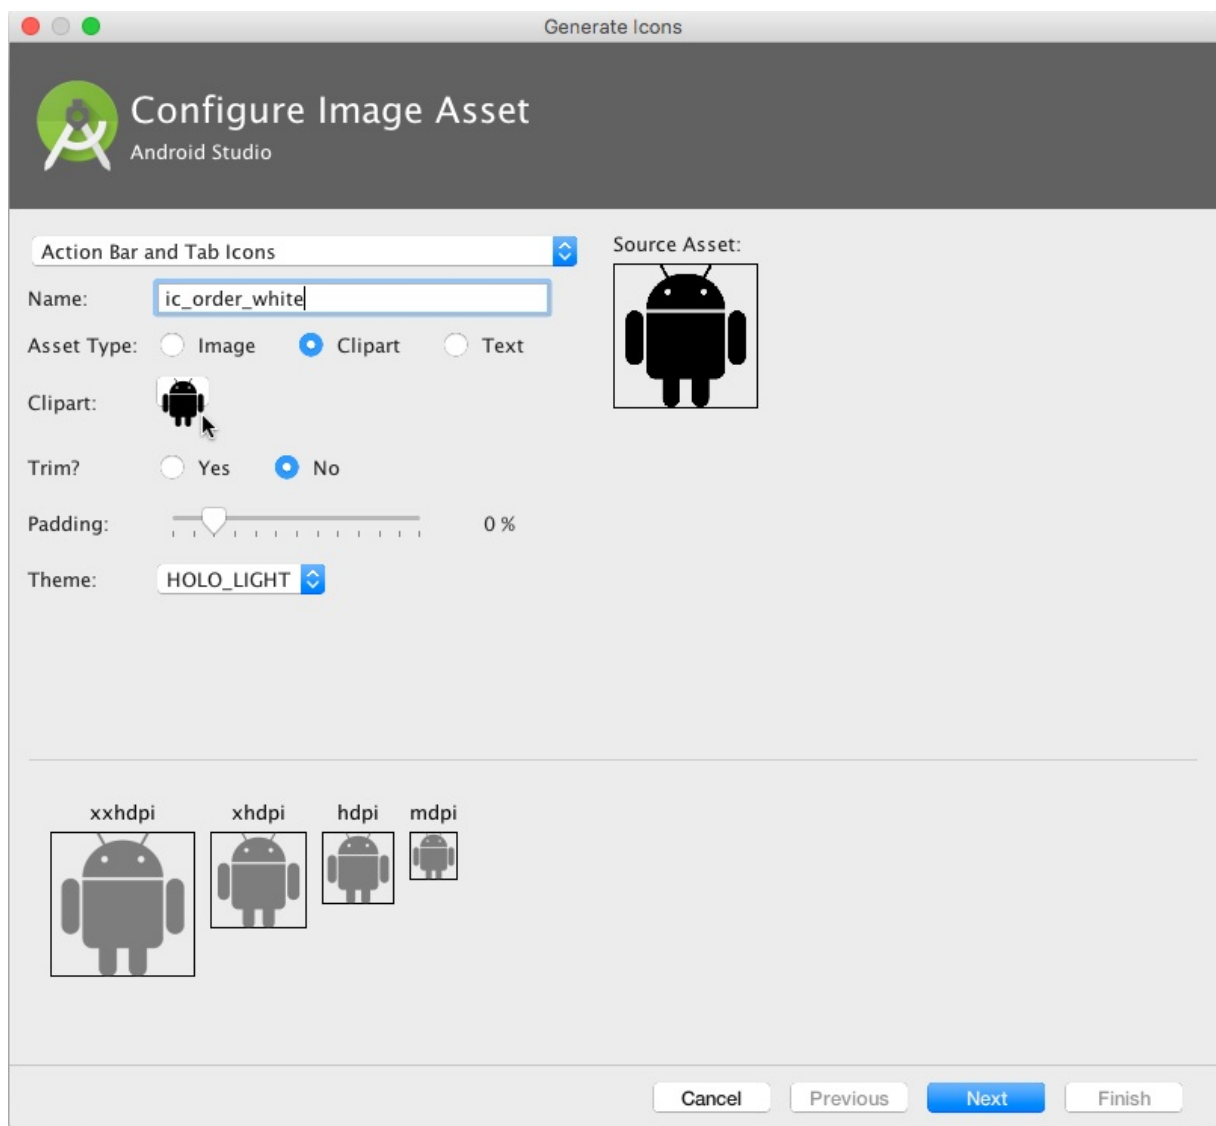 Generate Icons
Configure Image Asset
Android Studio
Action Bar and Tab Icons
Source Asset:
Name: ic_order_white
Asset Type: Image Clipart Text
Clipart:
Trim? Yes No
Padding: 0 %
Theme: HOLO_LIGHT
xxhdpi xhdpi hdpi mdpi
Cancel Previous Next Finish